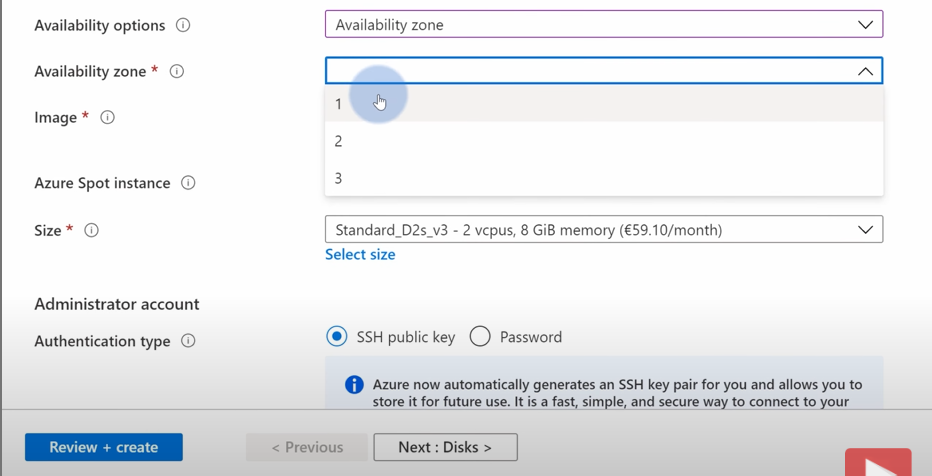 Availability options
Availability zone
Availability zone *
1
Image *
2
3
Azure Spot instance
Size *
Standard_D2s_v3 - 2 vcpus, 8 GiB memory (€59.10/month)
Select size
Administrator account
Authentication type
SSH public key
Password
Azure now automatically generates an SSH key pair for you and allows you to
store it for future use. It is a fast, simple, and secure way to connect to your
Review + create
< Previous
Next : Disks >